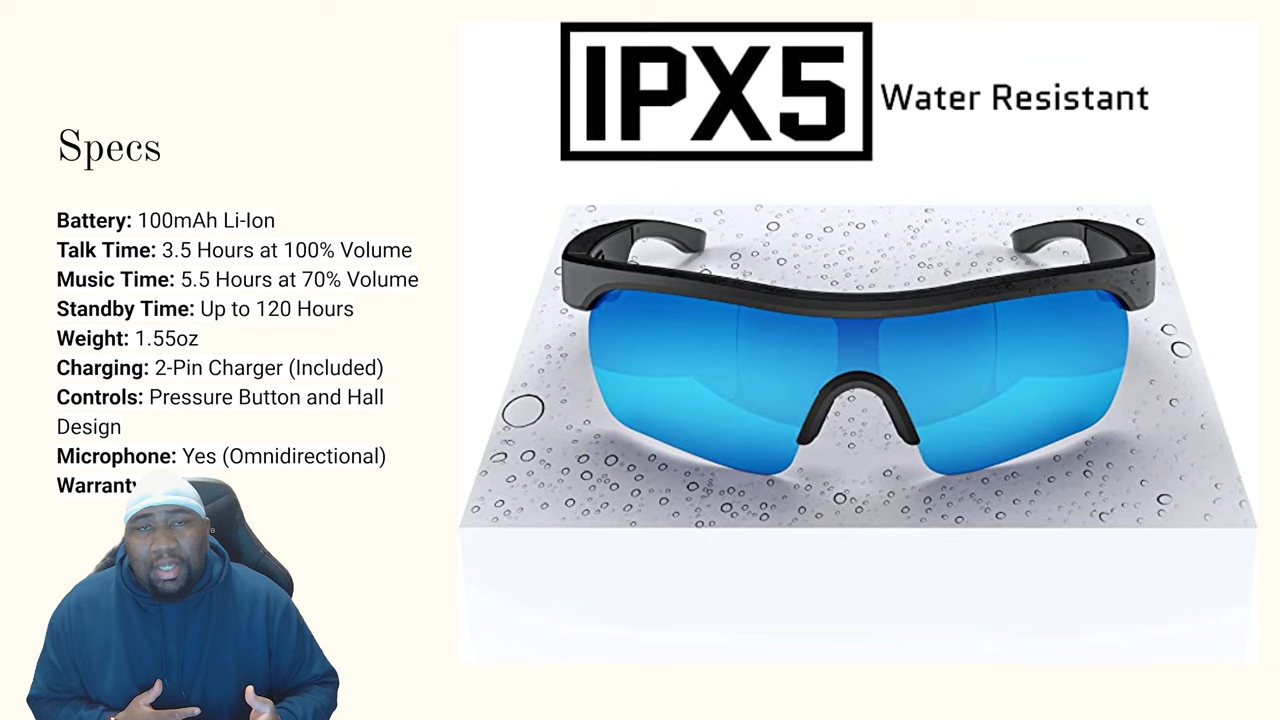 IPX5 Water Resistant
Specs
Battery: 100mAh Li-Ion
Talk Time: 3.5 Hours at 100% Volume
Music Time: 5.5 Hours at 70% Volume
Standby Time: Up to 120 Hours
Weight: 1.55oz
Charging: 2-Pin Charger (Included)
Controls: Pressure Button and Hall
Design
Microphone: Yes (Omnidirectional)